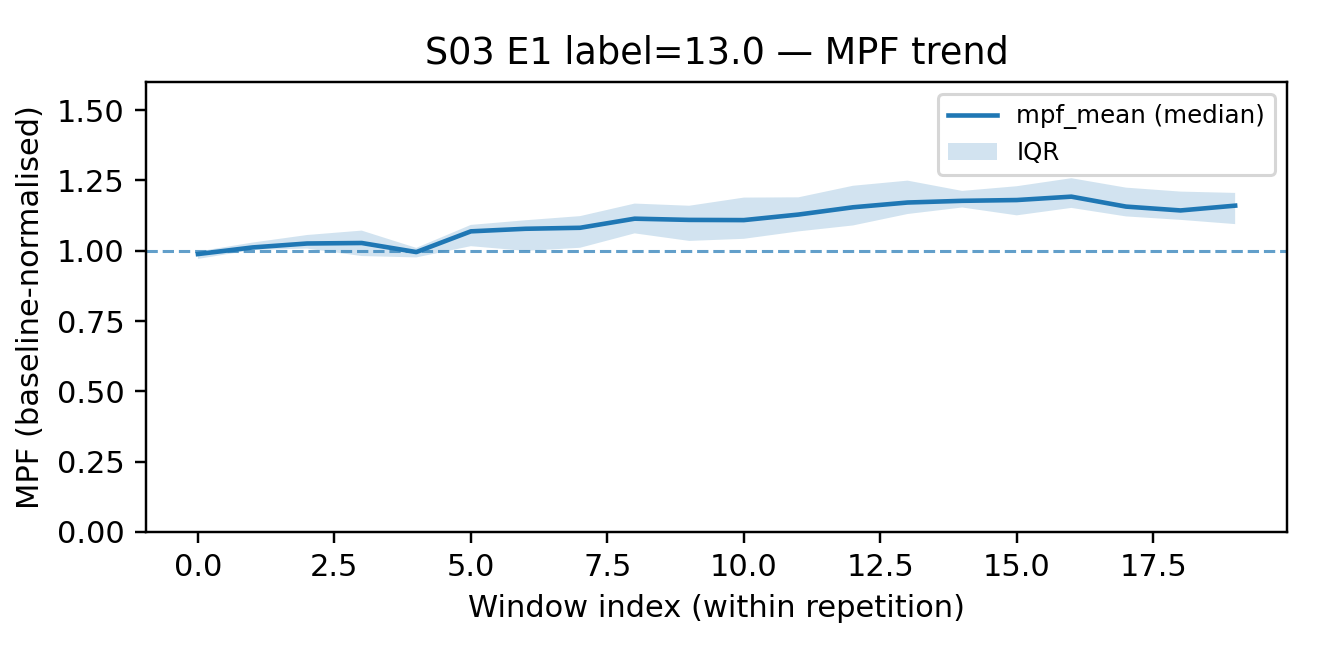 S03 E1 label=13.0 — MPF trend
mpf_mean (median)
IQR
MPF (baseline-normalised)
1.50
1.25
1.00
0.75
0.50
0.25
0.00
0.0 2.5 5.0 7.5 10.0 12.5 15.0 17.5
Window index (within repetition)